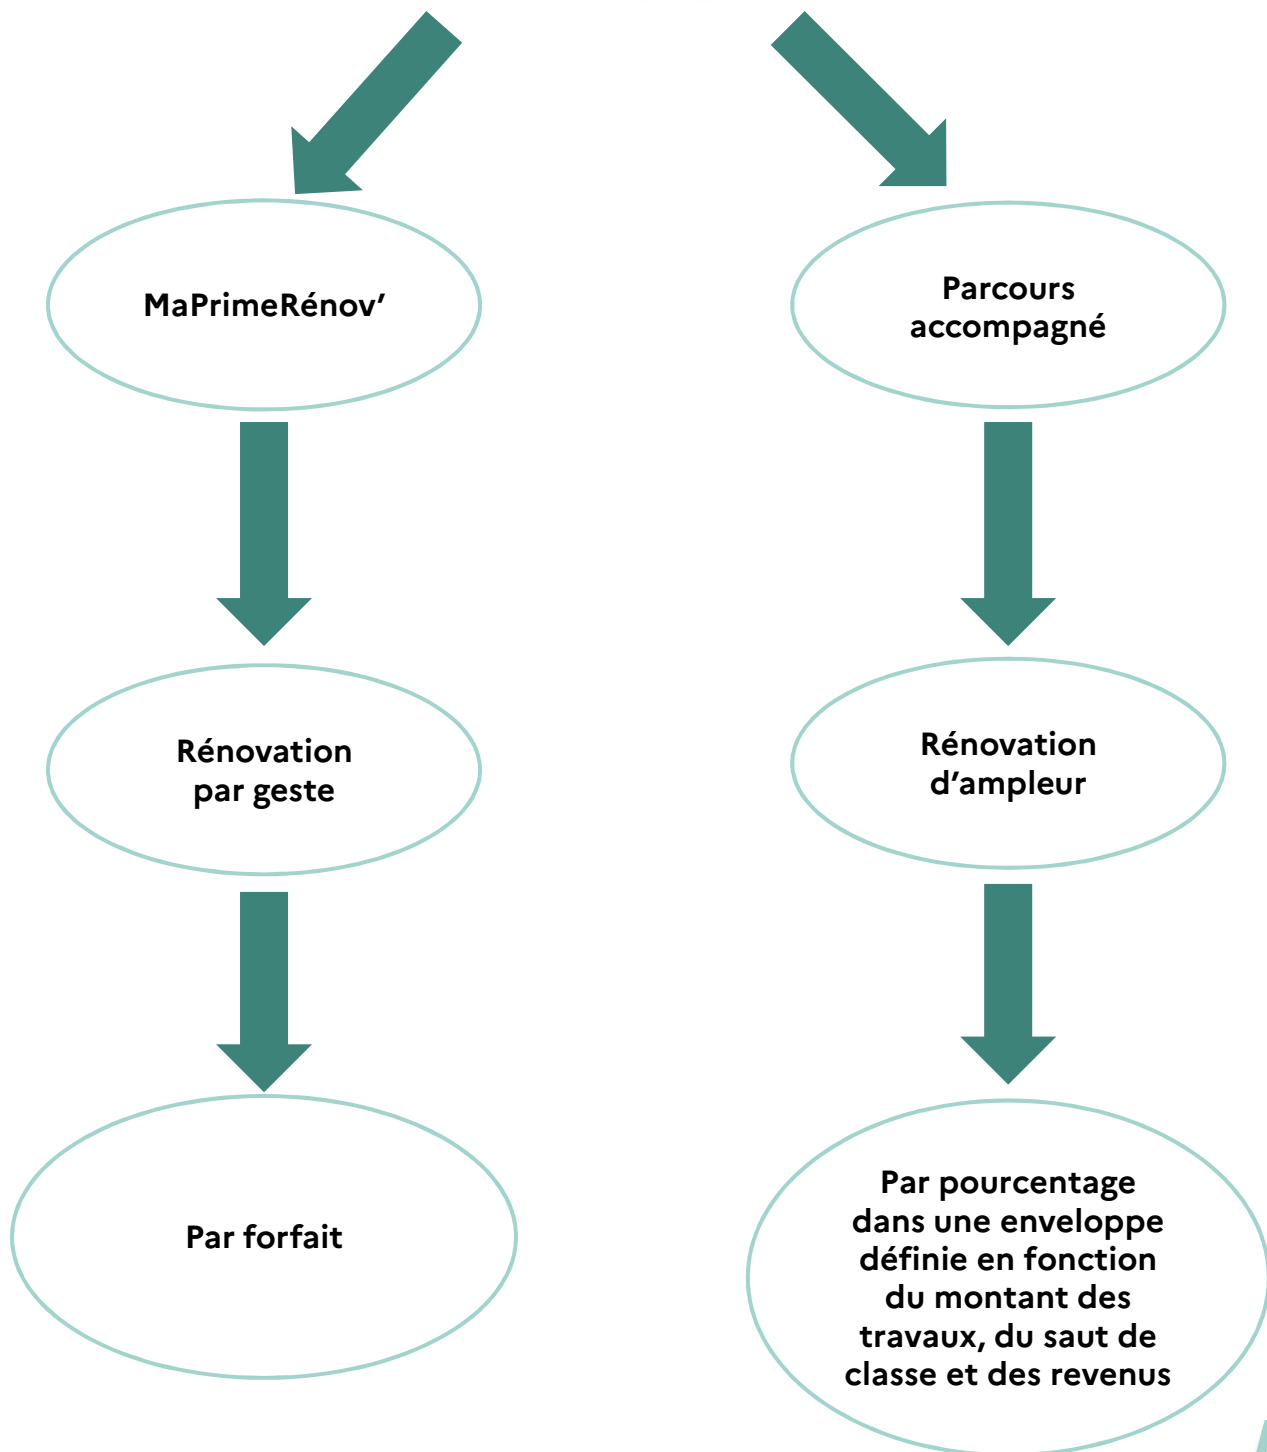 MaPrimeRénov’
Parcours
accompagné
Rénovation
par geste
Rénovation
d’ampleur
Par forfait
Par pourcentage
dans une enveloppe
définie en fonction
du montant des
travaux, du saut de
classe et des revenus